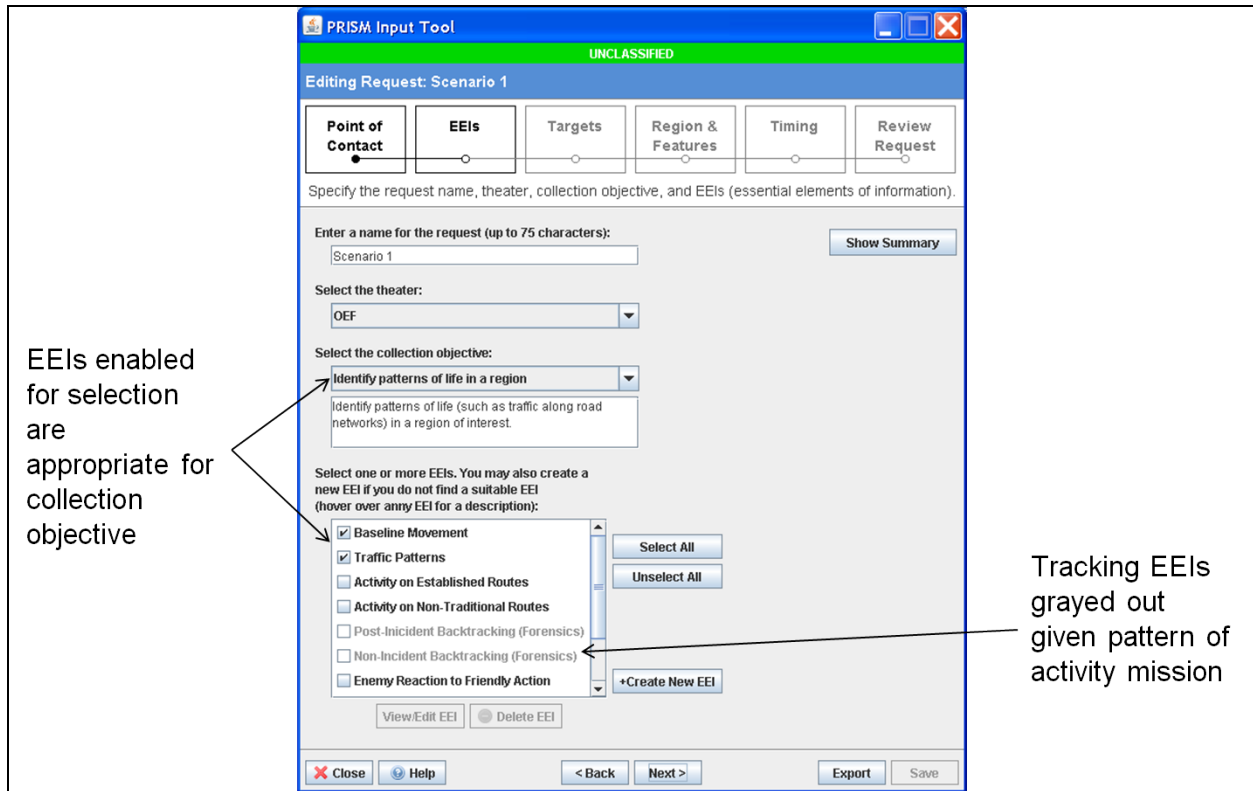 PRISM Input Tool
UNCLASSIFIED
Editing Request: Scenario 1
Point of
Contact
EEIs
Targets
Region &
Features
Timing
Review
Request
Specify the request name, theater, collection objective, and EEIs (essential elements of information).
Enter a name for the request (up to 75 characters):
Scenario 1
Show Summary
Select the theater:
OEF
Select the collection objective:
Identify patterns of life in a region
Identify patterns of life (such as traffic along road
networks) in a region of interest.
EEIs enabled
for selection
are
appropriate for
collection
objective
Select one or more EEIs. You may also create a
new EEI if you do not find a suitable EEI
(hover over anny EEI for a description):
Baseline Movement
Traffic Patterns
Activity on Established Routes
Activity on Non-Traditional Routes
Post-Inicident Backtracking (Forensics)
Non-Incident Backtracking (Forensics)
Enemy Reaction to Friendly Action
Select All
Unselect All
+Create New EEI
Tracking EEIs
grayed out
given pattern of
activity mission
View/Edit EEI
Delete EEI
Close
Help
< Back
Next >
Export
Save